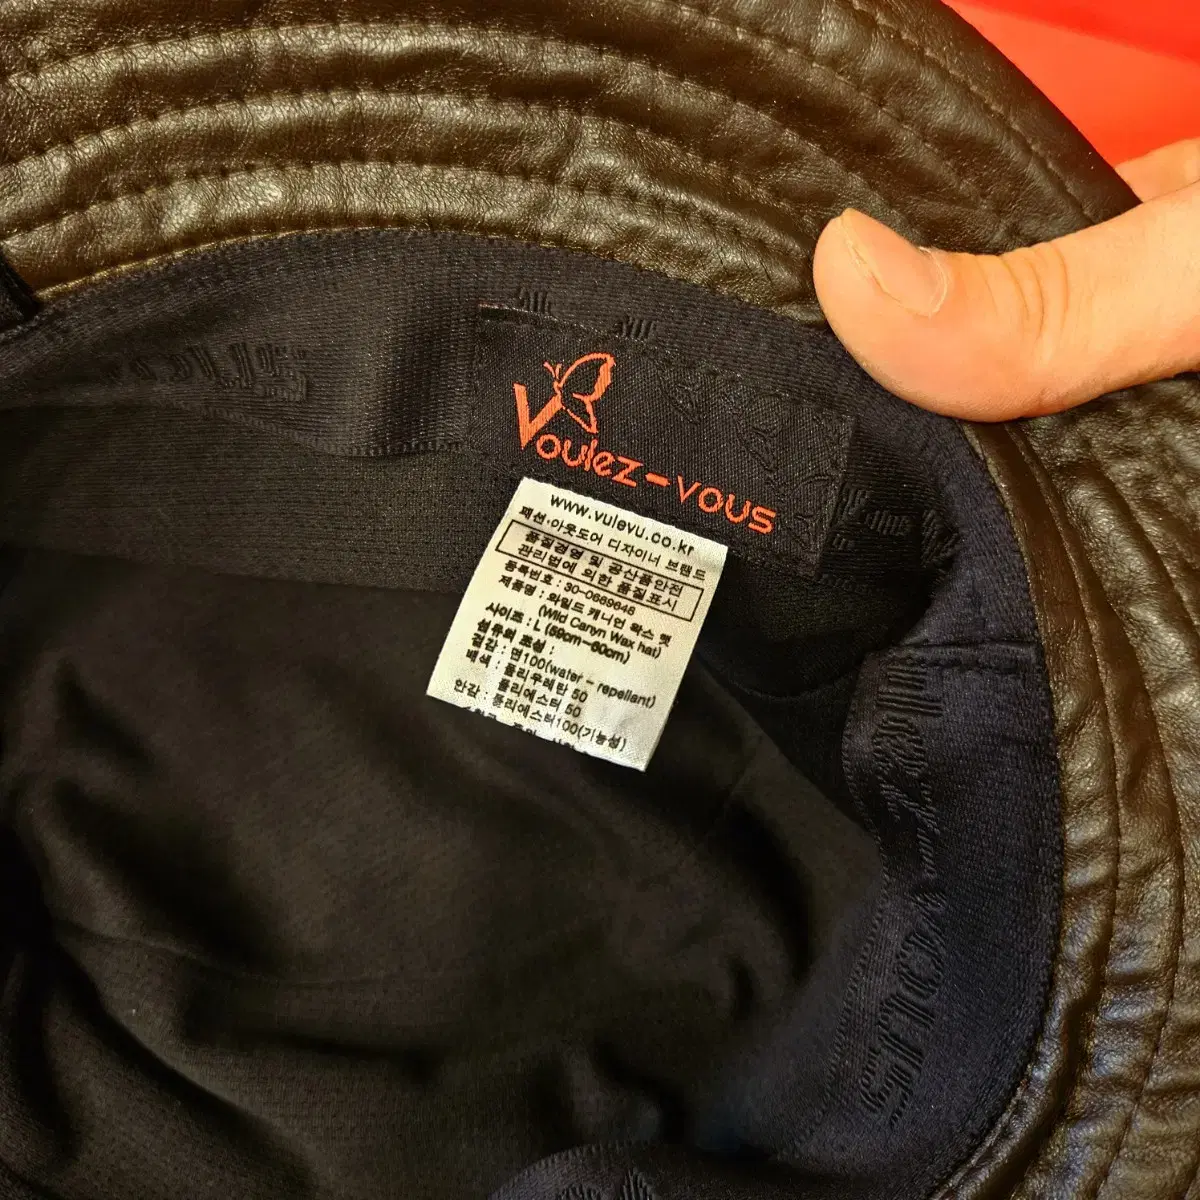 Voulez-vous
www.vulevu.co.kr
패션.아웃도어 디자이너 브랜드
품질경영 및 공산품안전
관리법에 의한 품질표시
등록번호 : 30-0669646
제품명 : 와일드 캐니언 왁스 햇
(Wild Canyn Wax hat)
사이즈 : L (59cm~60cm)
섬유의 조성 :
겉감 : 면100(water - repellant)
배색 : 폴리우레탄 50
폴리에스터 50
안감 : 폴리에스터100(기능성)